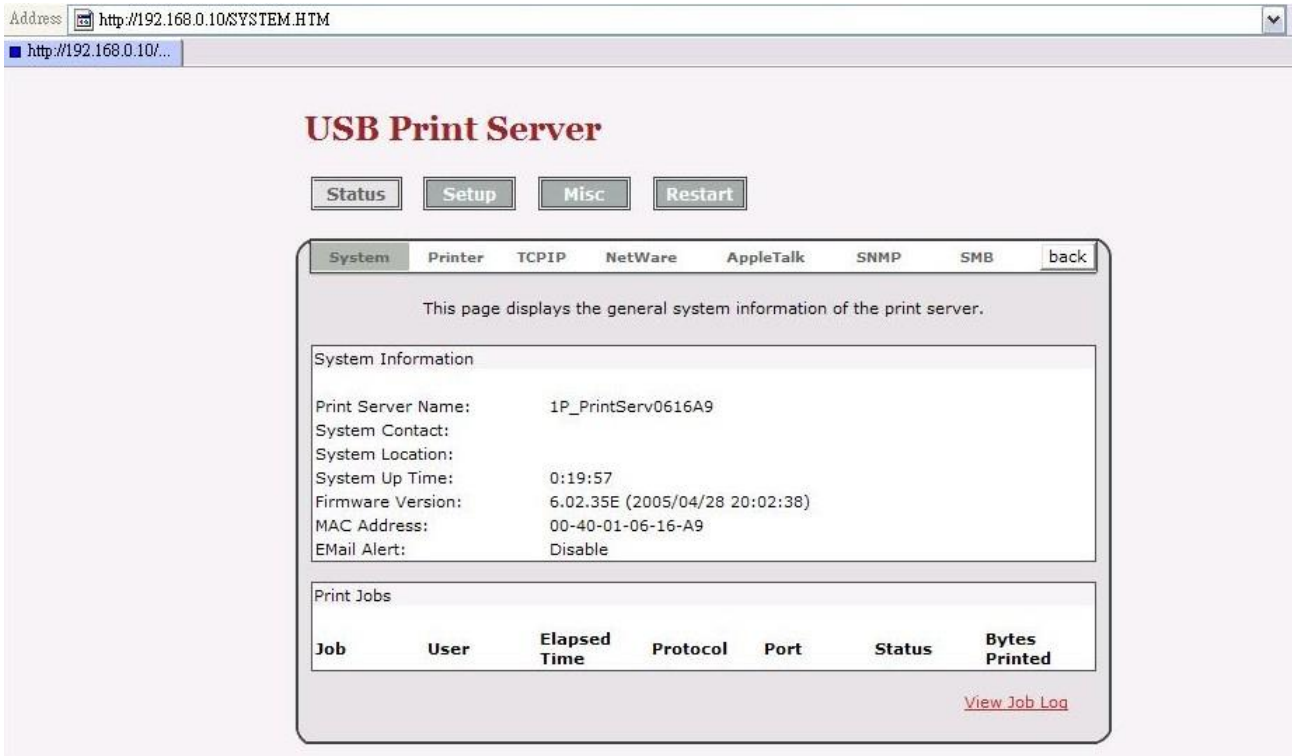 Address http://192.168.0.10/SYSTEM.HTM
http://192.168.0.10/...
USB Print Server
Status Setup Misc Restart
System Printer TCPIP NetWare AppleTalk SNMP SMB back
This page displays the general system information of the print server.
System Information
Print Server Name: 1P_PrintServ0616A9
System Contact:
System Location:
System Up Time: 0:19:57
Firmware Version: 6.02.35E (2005/04/28 20:02:38)
MAC Address: 00-40-01-06-16-A9
EMail Alert: Disable
Print Jobs
Job User Elapsed Time Protocol Port Status Bytes Printed
View Job Log